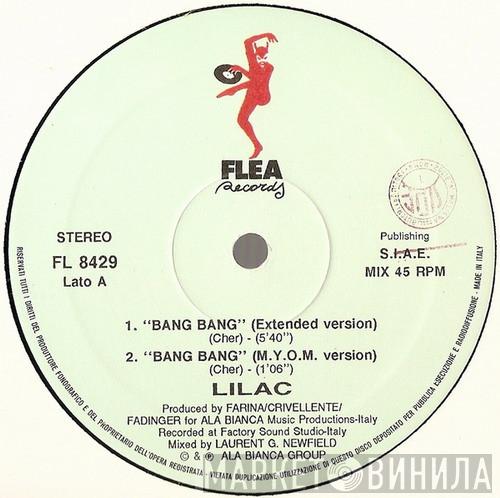 FLEA
Records
STEREO
FL 8429
Lato A
Publishing
S.I.A.E.
MIX 45 RPM
1. "BANG BANG" (Extended version)
(Cher) - (5'40")
2. "BANG BANG" (M.Y.O.M. version)
(Cher) - (1'06")
LILAC
Produced by FARINA/CRIVELLENTE/
FADINGER for ALA BIANCA Music Productions-Italy
Recorded at Factory Sound Studio-Italy
Mixed by LAURENT G. NEWFIELD
© & ℗ ALA BIANCA GROUP
RISERVATI TUTTI I DIRITTI DEL PRODUTTORE FONOGRAFICO E DEL PROPRIETARIO DELL'OPERA REGISTRATA - VIETATA DUPLICAZIONE UTILIZZAZIONE DI QUESTO DISCO DEPOSITATO PER PUBBLICA ESECUZIONE E RADIODIFFUSIONE - MADE IN ITALY
МАРКЕТ ВИНИЛА